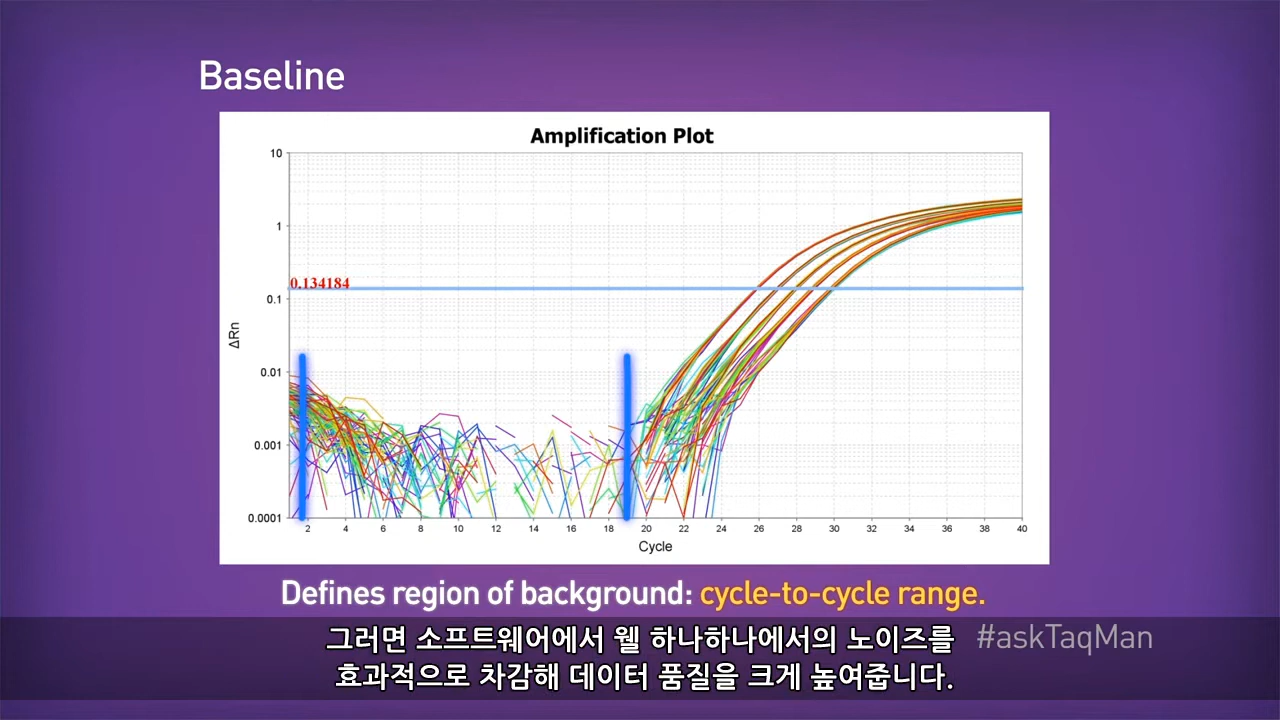 Baseline
Amplification Plot
10
1
0.134184
0.1
ΔRn
0.01
0.001
0.0001
2 4 6 8 10 12 14 16 18 20 22 24 26 28 30 32 34 36 38 40
Cycle
Defines region of background: cycle-to-cycle range.
그러면 소프트웨어에서 웰 하나하나에서의 노이즈를
#askTaqMan
효과적으로 차감해 데이터 품질을 크게 높여줍니다.